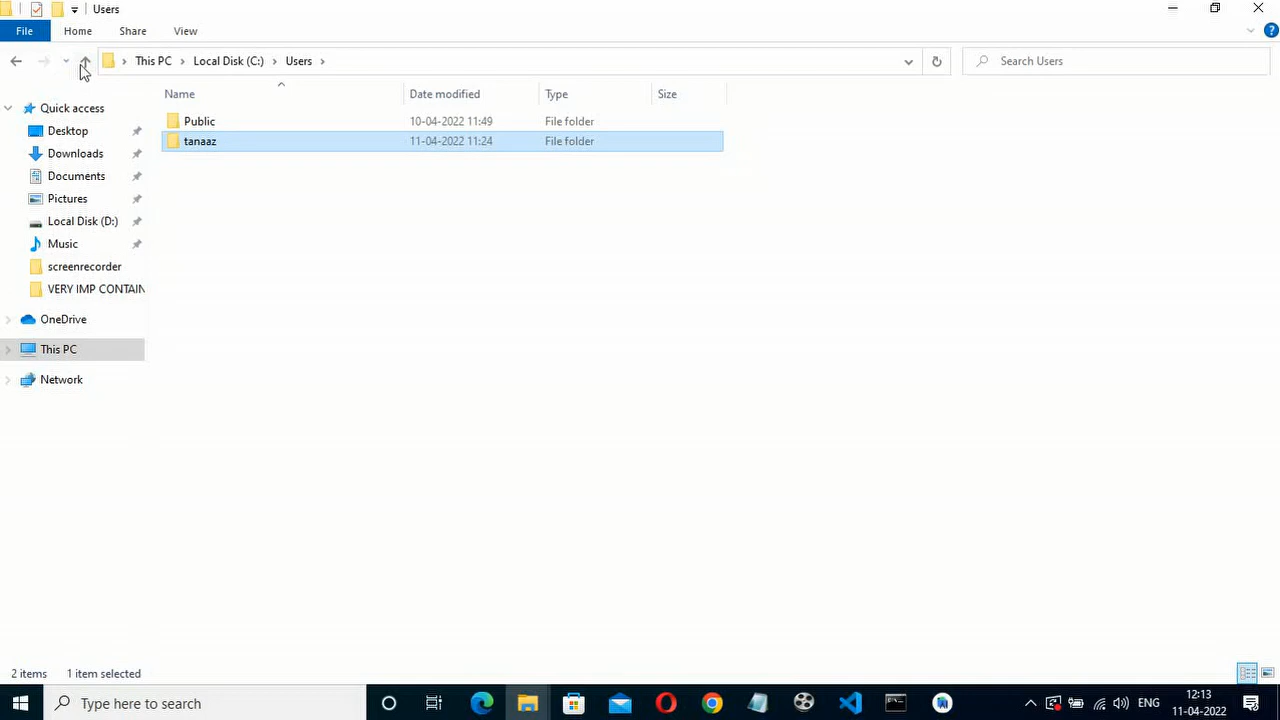 Users
File Home Share View
This PC Local Disk (C:) Users
Search Users
Name Date modified Type Size
Public 10-04-2022 11:49 File folder
tanaaz 11-04-2022 11:24 File folder
Quick access
Desktop
Downloads
Documents
Pictures
Local Disk (D:)
Music
screenrecorder
VERY IMP CONTAIN
OneDrive
This PC
Network
2 items 1 item selected
Type here to search
ENG
12:13
11-04-2022